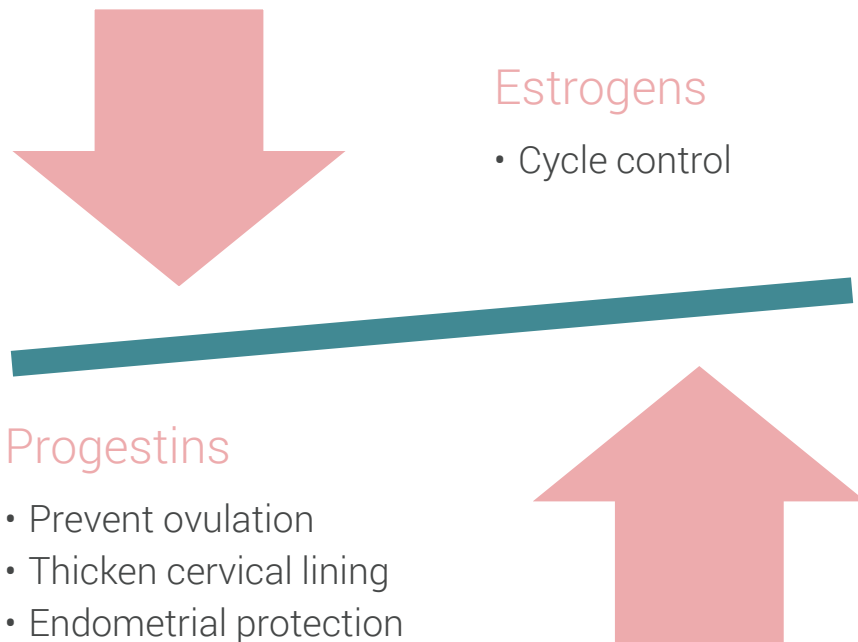 Estrogens
• Cycle control
Progestins
• Prevent ovulation
• Thicken cervical lining
• Endometrial protection